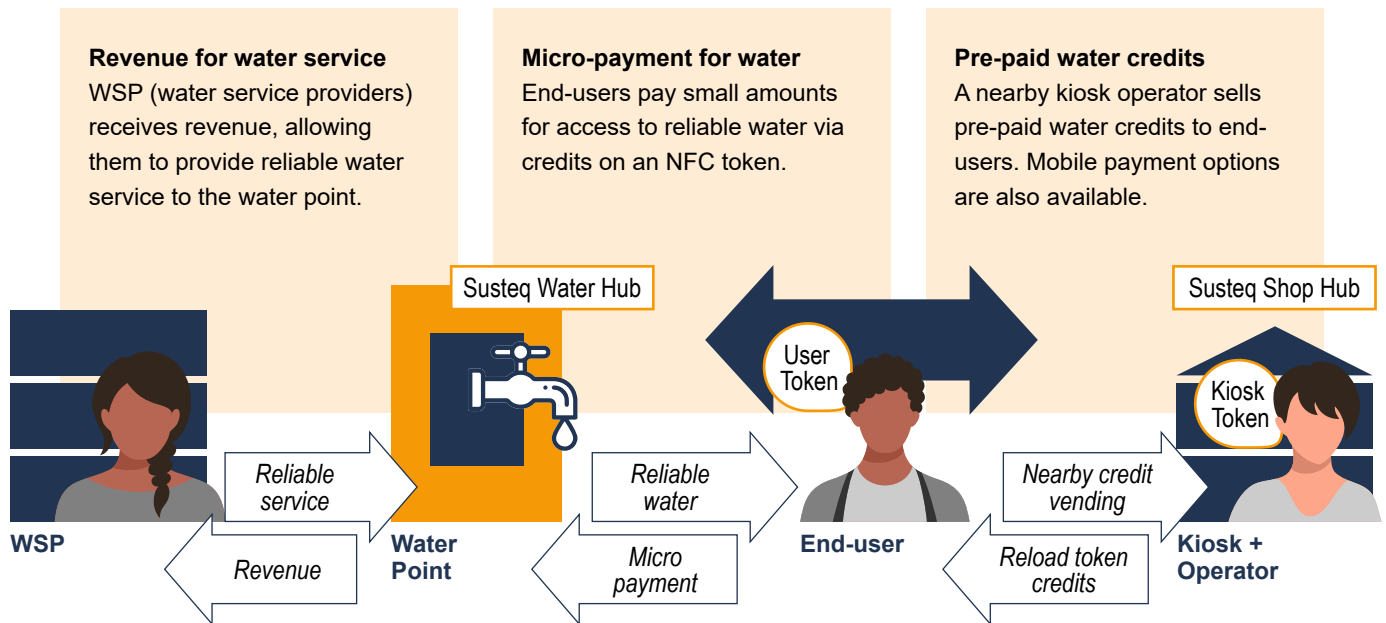 Revenue for water service
WSP (water service providers)
receives revenue, allowing
them to provide reliable water
service to the water point.
Micro-payment for water
End-users pay small amounts
for access to reliable water via
credits on an NFC token.
Pre-paid water credits
A nearby kiosk operator sells
pre-paid water credits to end-
users. Mobile payment options
are also available.
Susteq Water Hub
Susteq Shop Hub
User
Token
Kiosk
Token
Reliable
service
Reliable
water
Nearby credit
vending
WSP
Revenue
Water
Point
Micro
payment
End-user
Reload token
credits
Kiosk +
Operator